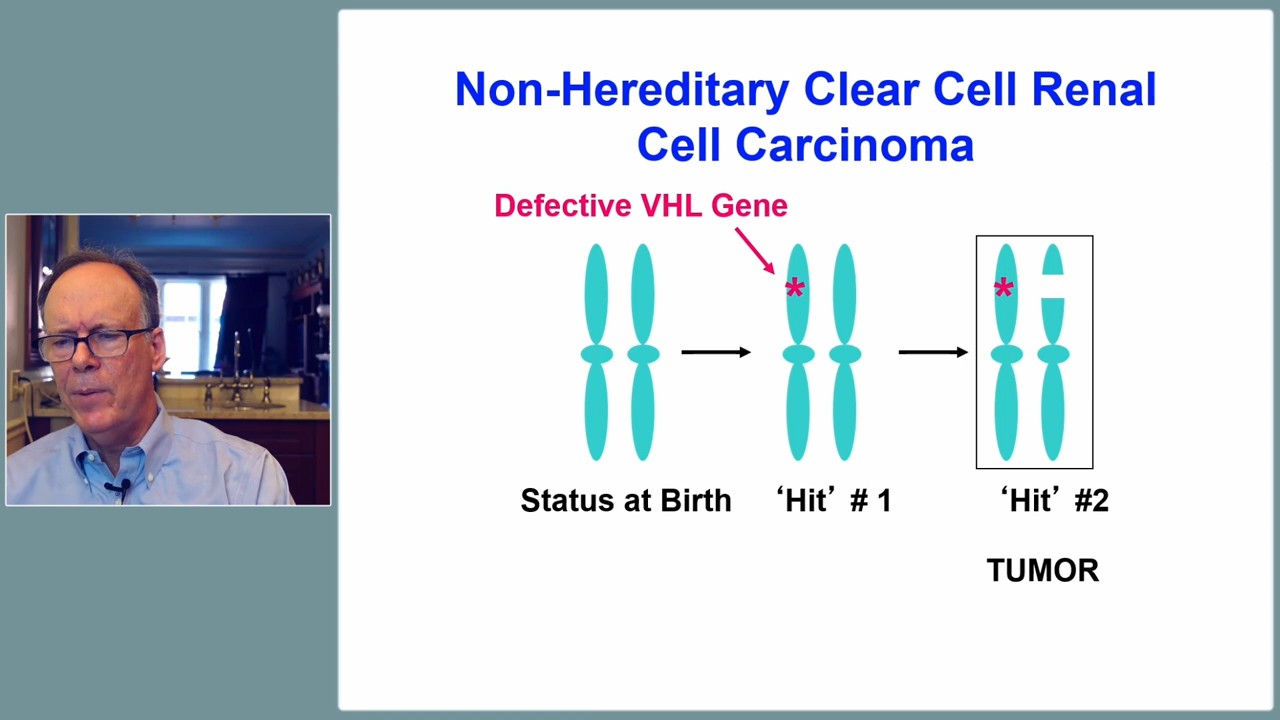 Non-Hereditary Clear Cell Renal
Cell Carcinoma
Defective VHL Gene
*
*
Status at Birth
‘Hit’ # 1
‘Hit’ #2
TUMOR